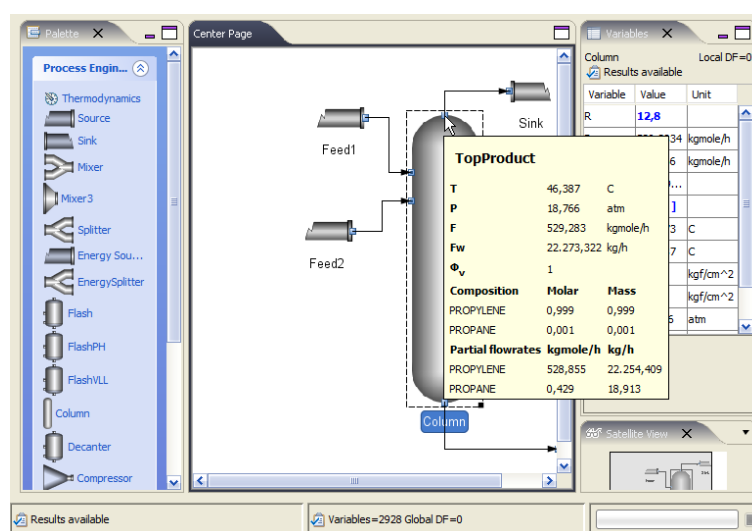 Palette
Process Engin...
Thermodynamics
Source
Sink
Mixer
Mixer3
Splitter
Energy Sou...
EnergySplitter
Flash
FlashPH
FlashVLL
Column
Decanter
Compressor
Center Page
Feed1
Feed2
Sink
Column
TopProduct
T 46,387 C
P 18,766 atm
F 529,283 kgmole/h
Fw 22.273,322 kg/h
Φv 1
Composition Molar Mass
PROPYLENE 0,999 0,999
PROPANE 0,001 0,001
Partial flowrates kgmole/h kg/h
PROPYLENE 528,855 22.254,409
PROPANE 0,429 18,913
Variables
Column Local DF=0
Results available
Variable Value Unit
R 12,8
kgmole/h
kgmole/h
C
C
kgf/cm^2
kgf/cm^2
atm
Satellite View
Results available
Variables=2928 Global DF=0